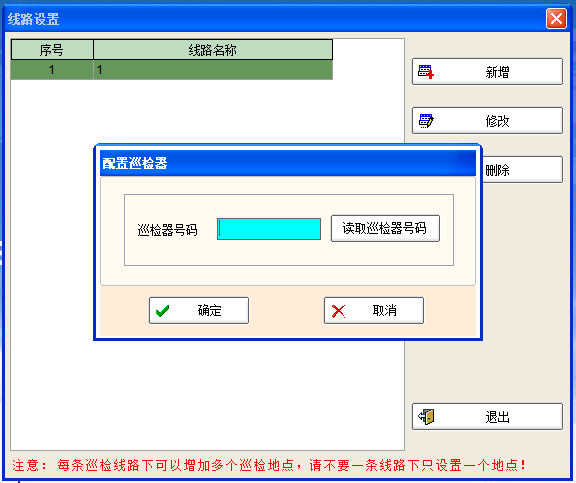 线路设置
序号 线路名称
1 1
新增
修改
删除
配置巡检器
巡检器号码 读取巡检器号码
确定 取消
退出
注意: 每条巡检线路下可以增加多个巡检地点,请不要一条线路下只设置一个地点!